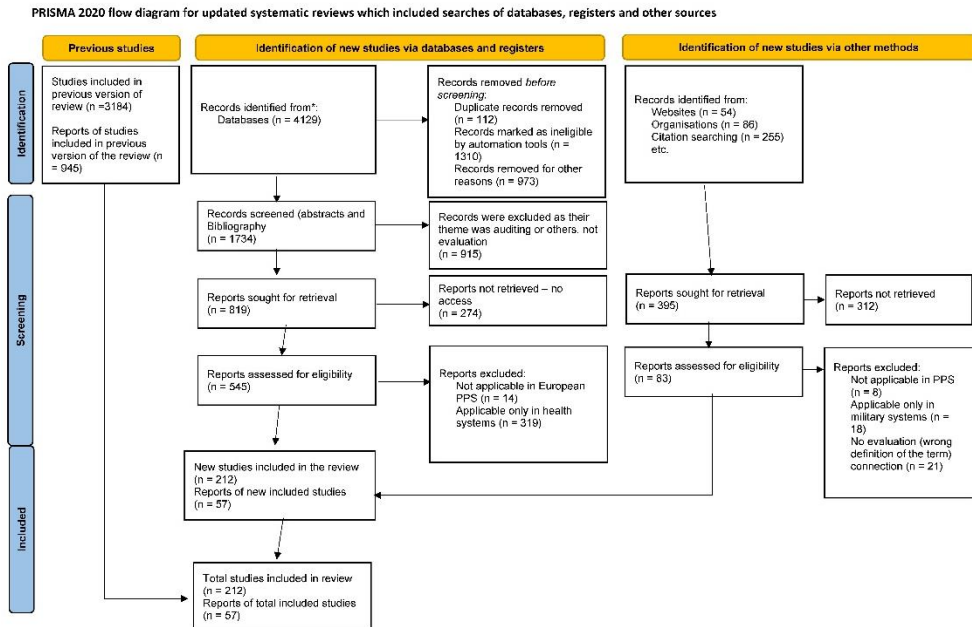 PRISMA 2020 flow diagram for updated systematic reviews which included searches of databases, registers and other sources
Previous studies
Identification of new studies via databases and registers
Identification of new studies via other methods
Identification
Studies included in
previous version of
review (n =3184)
Reports of studies
included in previous
version of the review (n
= 945)
Records identified from*:
Databases (n = 4129)
Records removed before
screening:
Duplicate records removed
(n = 112)
Records marked as ineligible
by automation tools (n =
1310)
Records removed for other
reasons (n = 973)
Records identified from:
Websites (n = 54)
Organisations (n = 86)
Citation searching (n = 255)
etc.
Screening
Records screened (abstracts and
Bibliography
(n = 1734)
Records were excluded as their
theme was auditing or others. not
evaluation
(n = 915)
Reports sought for retrieval
(n = 819)
Reports not retrieved – no
access
(n = 274)
Reports sought for retrieval
(n = 395)
Reports not retrieved
(n = 312)
Reports assessed for eligibility
(n = 545)
Reports excluded:
Not applicable in European
PPS (n = 14)
Applicable only in health
systems (n = 319)
Reports assessed for eligibility
(n = 83)
Reports excluded:
Not applicable in PPS
(n = 8)
Applicable only in
military systems (n =
18)
No evaluation (wrong
definition of the term)
connection (n = 21)
Included
New studies included in the review
(n = 212)
Reports of new included studies
(n = 57)
Total studies included in review
(n = 212)
Reports of total included studies
(n = 57)